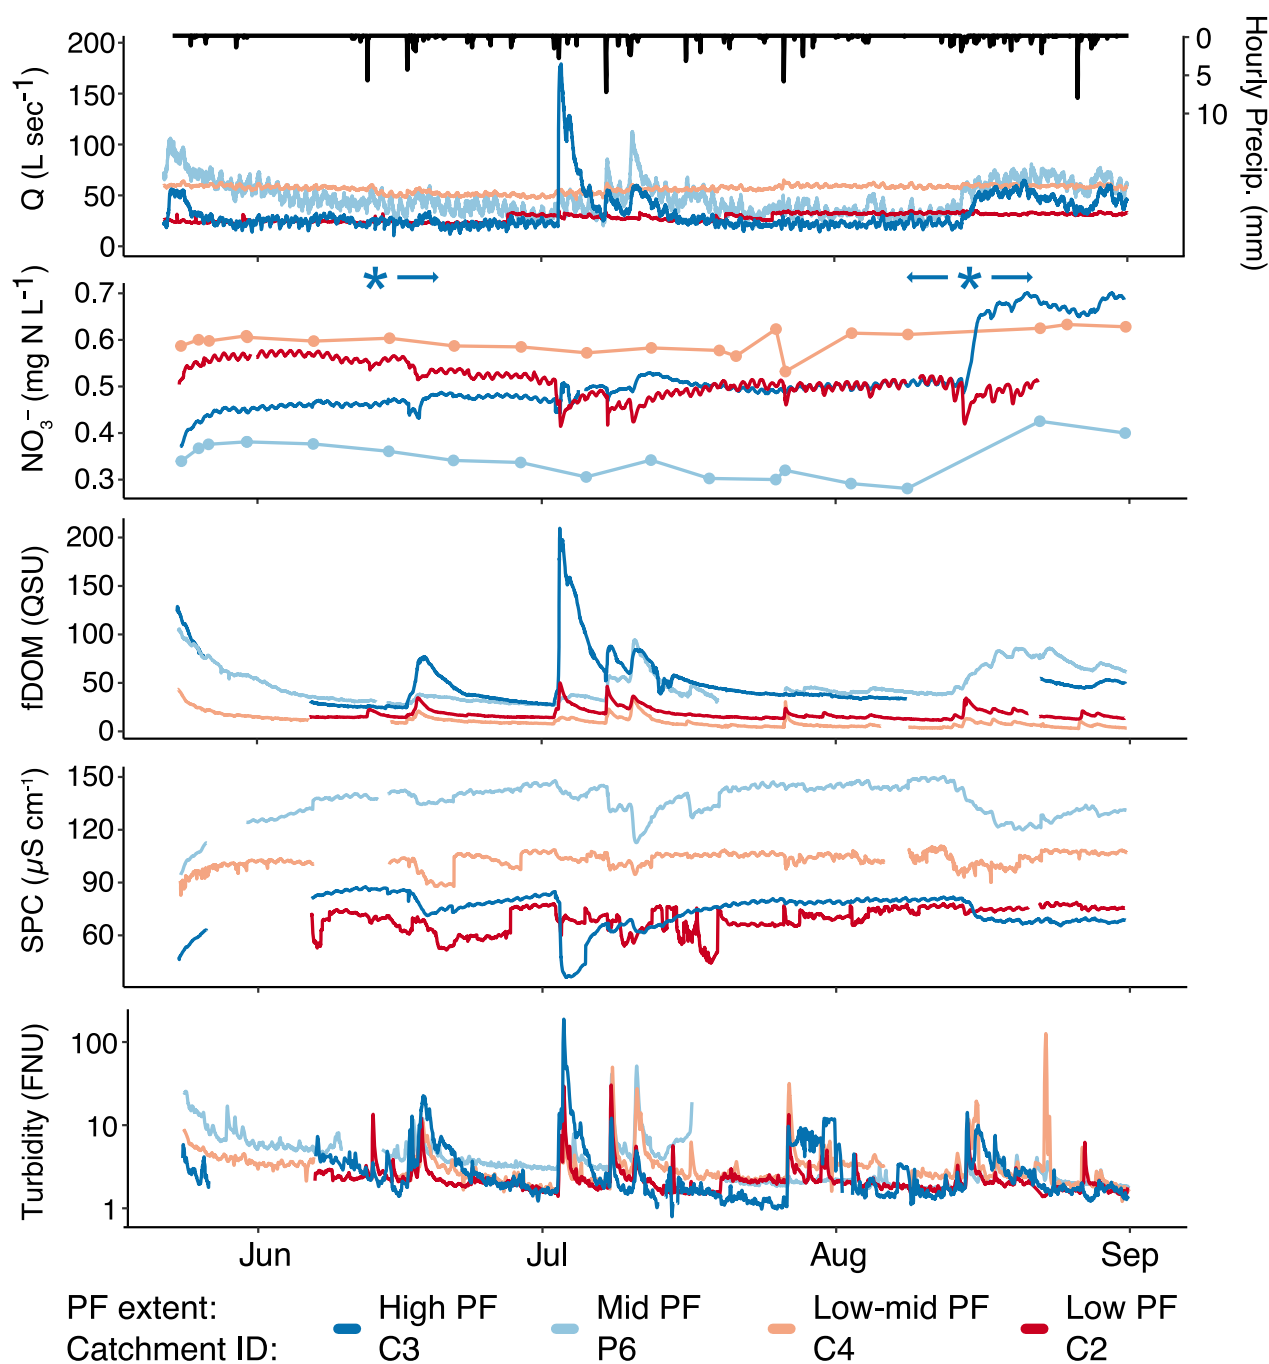 Q (L sec⁻¹)
200
150
100
50
0
0
5
10
Hourly Precip. (mm)
* *
NO₃⁻ (mg N L⁻¹)
0.7
0.6
0.5
0.4
0.3
fDOM (QSU)
200
150
100
50
0
SPC (µS cm⁻¹)
150
120
90
60
Turbidity (FNU)
100
10
1
Jun Jul Aug Sep
PF extent: High PF Mid PF Low-mid PF Low PF
Catchment ID: C3 P6 C4 C2